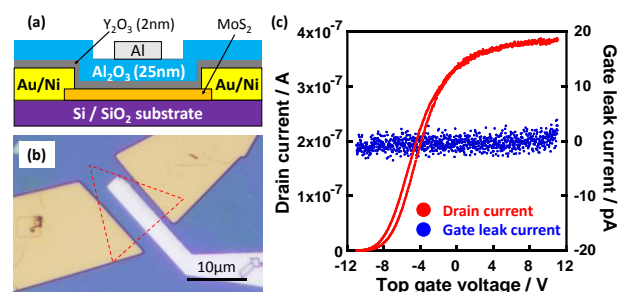 (a)
Y₂O₃ (2nm)
MoS₂
Al
Al₂O₃ (25nm)
Au/Ni
Au/Ni
Si / SiO₂ substrate
(b)
10μm
(c)
Drain current / A
4x10⁻⁷
3x10⁻⁷
2x10⁻⁷
1x10⁻⁷
0
20
10
0
-10
-20
Gate leak current / pA
Drain current
Gate leak current
-12 -8 -4 0 4 8 12
Top gate voltage / V